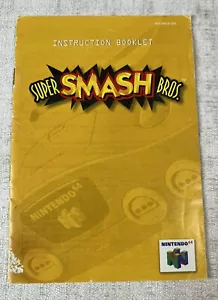 INSTRUCTION BOOKLET
SUPER SMASH BROS.
NINTENDO 64
NINTENDO 64